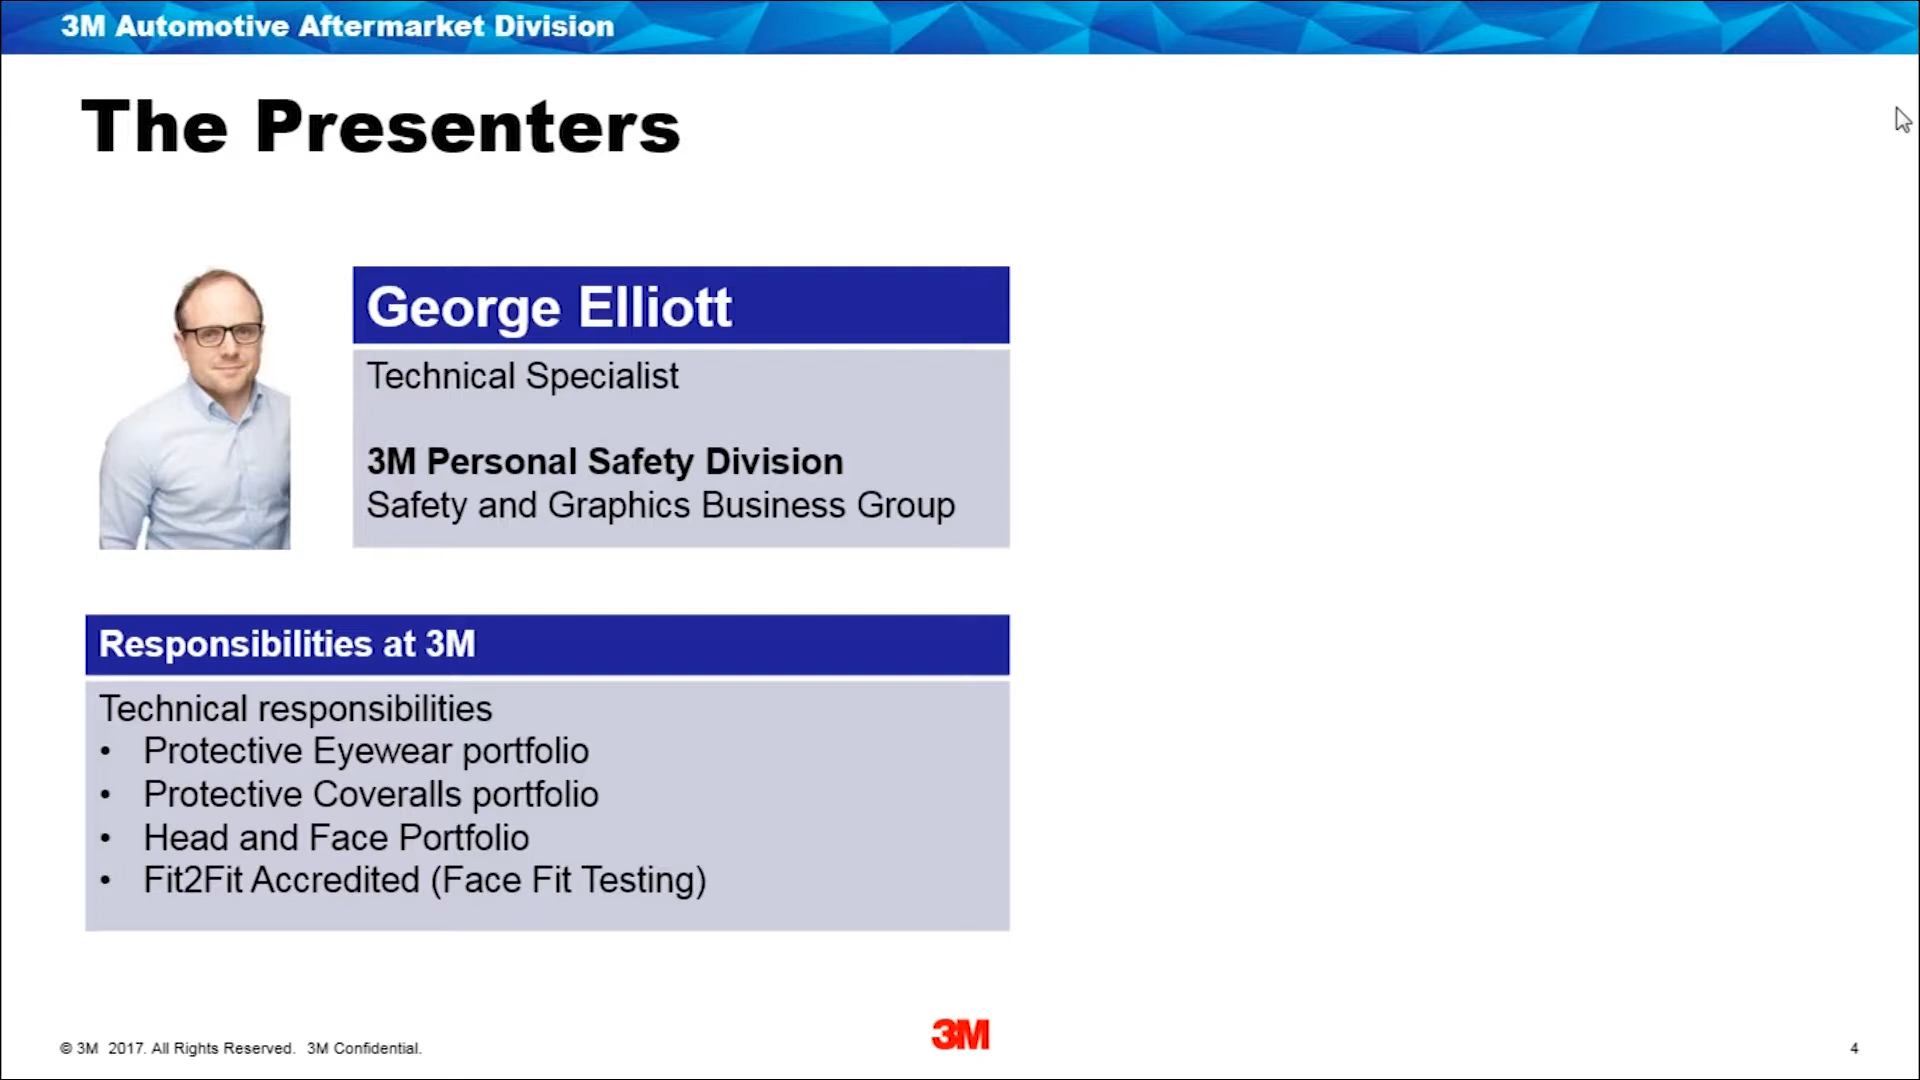 3M Automotive Aftermarket Division
The Presenters
George Elliott
Technical Specialist
3M Personal Safety Division
Safety and Graphics Business Group
Responsibilities at 3M
Technical responsibilities
• Protective Eyewear portfolio
• Protective Coveralls portfolio
• Head and Face Portfolio
• Fit2Fit Accredited (Face Fit Testing)
© 3M 2017. All Rights Reserved. 3M Confidential.
3M
4